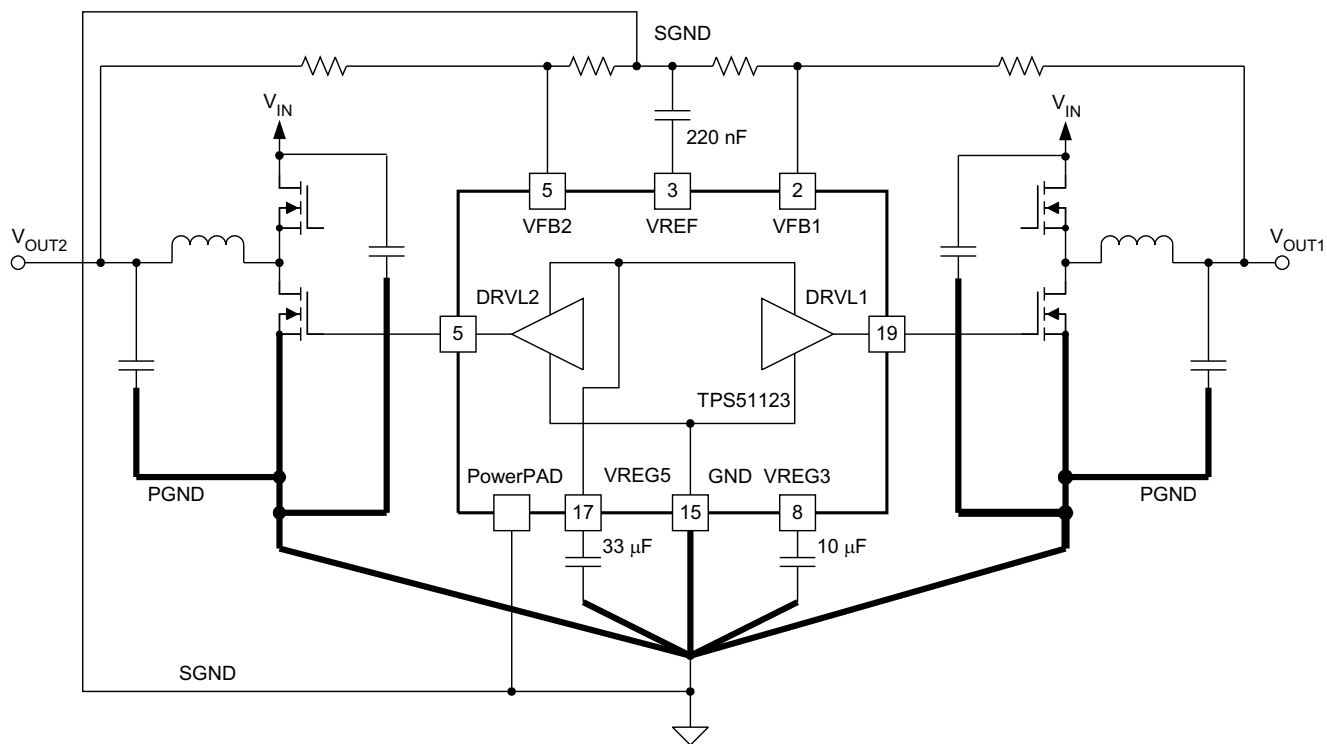 SGND
V_IN
V_IN
220 nF
5
3
2
VFB2
VREF
VFB1
V_OUT2
V_OUT1
DRVL2
DRVL1
5
19
TPS51123
PowerPAD
VREG5
GND
VREG3
PGND
PGND
17
15
8
33 μF
10 μF
SGND